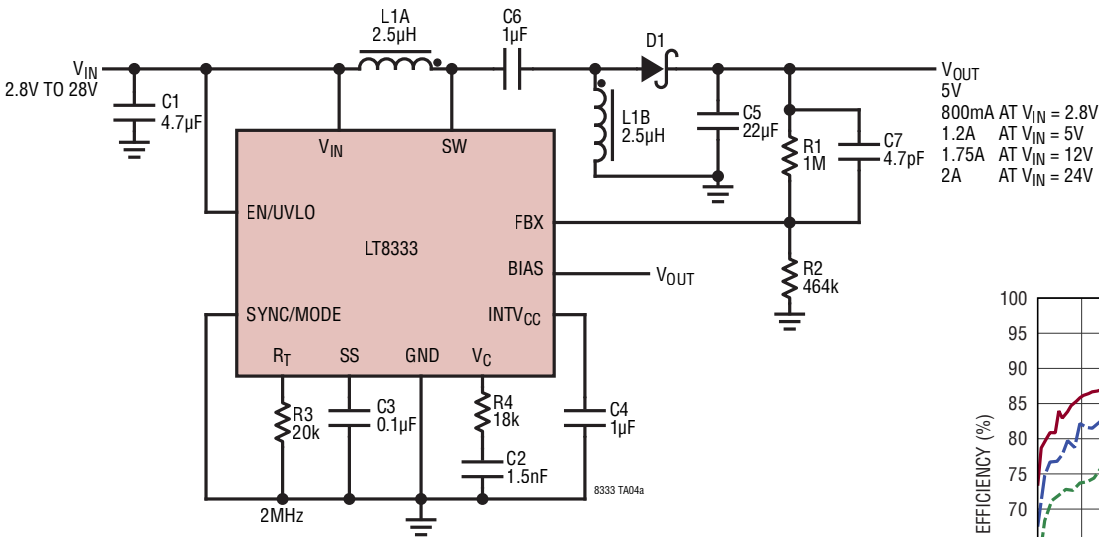 L1A
2.5µH
C6
1µF
D1
VIN
2.8V TO 28V
C1
4.7µF
L1B
2.5µH
C5
22µF
R1
1M
C7
4.7pF
VOUT
5V
800mA AT VIN = 2.8V
1.2A AT VIN = 5V
1.75A AT VIN = 12V
2A AT VIN = 24V
VIN
SW
EN/UVLO
FBX
LT8333
BIAS
VOUT
R2
464k
SYNC/MODE
INTVCC
RT
SS
GND
VC
R3
20k
C3
0.1µF
R4
18k
C2
1.5nF
C4
1µF
8333 TA04a
2MHz
100
95
90
85
80
75
70
EFFICIENCY (%)